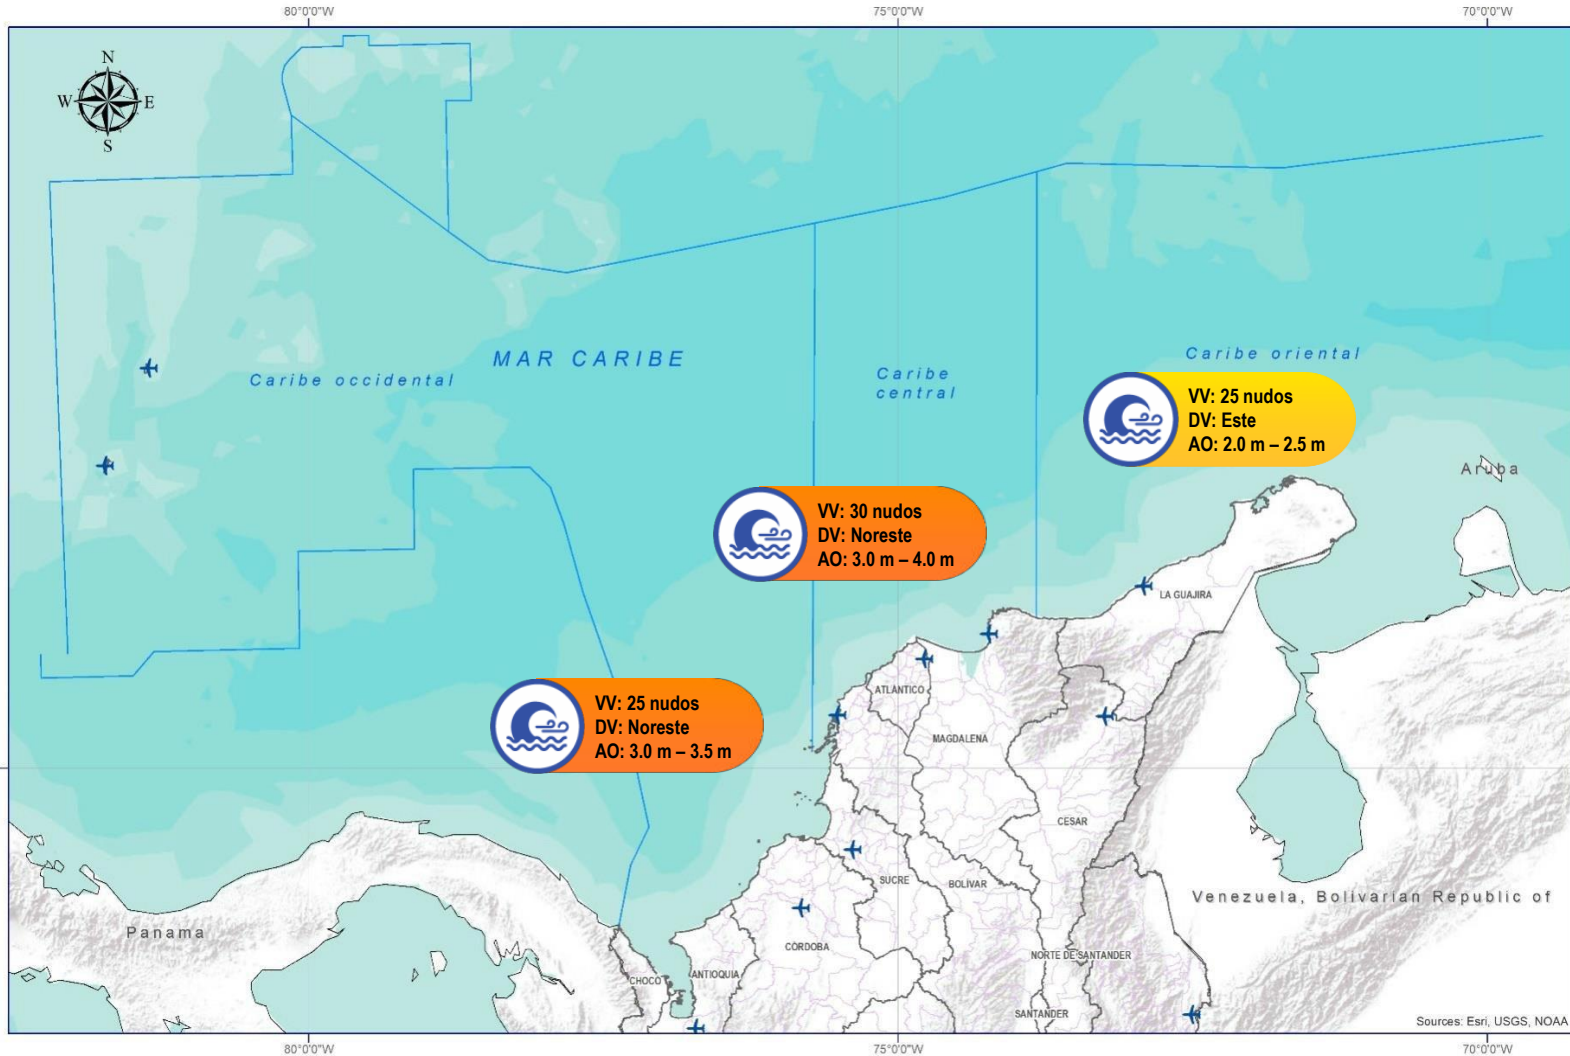 80°0'0"W
75°0'0"W
70°0'0"W
N
W
E
S
MAR CARIBE
Caribe occidental
Caribe
central
Caribe oriental
VV: 25 nudos
DV: Este
AO: 2.0 m – 2.5 m
Aruba
VV: 30 nudos
DV: Noreste
AO: 3.0 m – 4.0 m
LA GUAJIRA
VV: 25 nudos
DV: Noreste
AO: 3.0 m – 3.5 m
ATLÁNTICO
MAGDALENA
CESAR
SUCRE
BOLÍVAR
Venezuela, Bolivarian Republic of
Panama
CÓRDOBA
NORTE DE SANTANDER
ANTIOQUIA
CHOCÓ
SANTANDER
Sources: Esri, USGS, NOAA
80°0'0"W
75°0'0"W
70°0'0"W